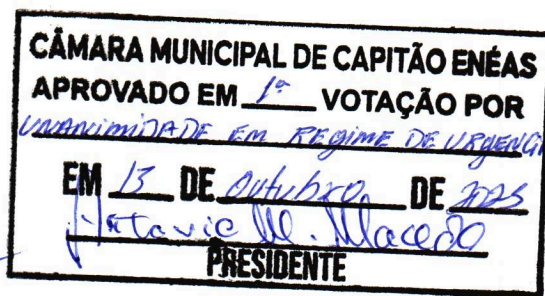 CÂMARA MUNICIPAL DE CAPITÃO ENÉAS
APROVADO EM 1ª VOTAÇÃO POR
UNANIMIDADE EM REGIME DE URGENCI
EM 13 DE Outubro DE 2025
M. Macedo
PRESIDENTE